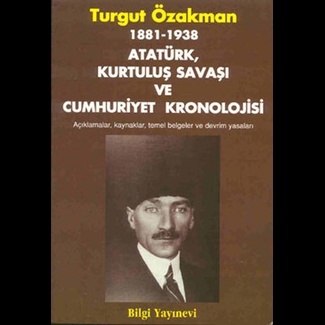 Turgut Özakman
1881-1938
ATATÜRK,
KURTULUŞ SAVAŞI
VE
CUMHURİYET KRONOLOJİSİ
Açıklamalar, kaynaklar, temel belgeler ve devrim yasaları
Bilgi Yayınevi